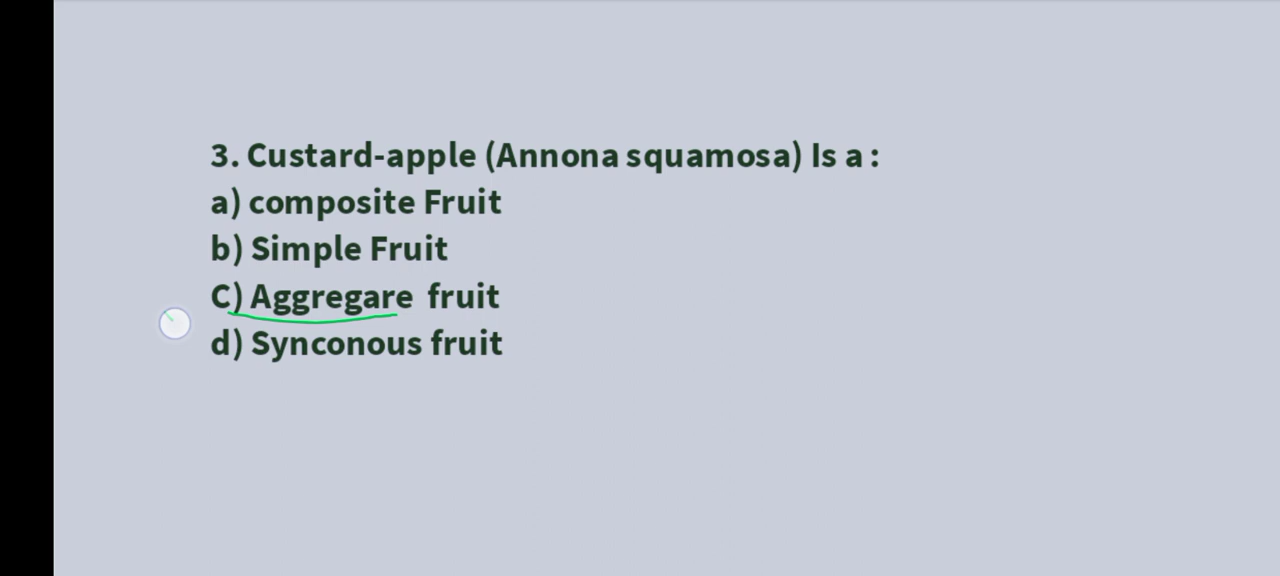 3. Custard-apple (Annona squamosa) Is a :
a) composite Fruit
b) Simple Fruit
C) Aggregare fruit
d) Synconous fruit